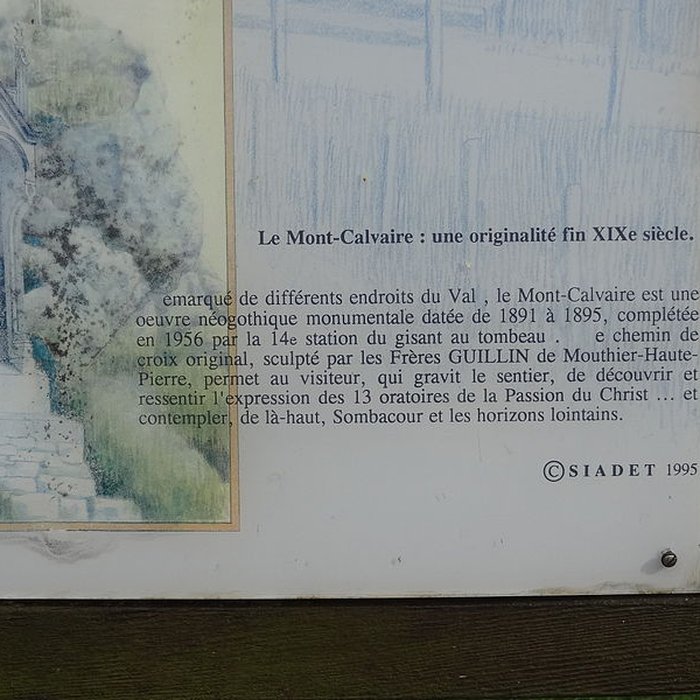 Le Mont-Calvaire : une originalité fin XIXe siècle.
emarqué de différents endroits du Val , le Mont-Calvaire est une
oeuvre néogothique monumentale datée de 1891 à 1895, complétée
en 1956 par la 14e station du gisant au tombeau . e chemin de
croix original, sculpté par les Frères GUILLIN de Mouthier-Haute-
Pierre, permet au visiteur, qui gravit le sentier, de découvrir et
ressentir l'expression des 13 oratoires de la Passion du Christ ... et
contempler, de là-haut, Sombacour et les horizons lointains.
©SIADET 1995